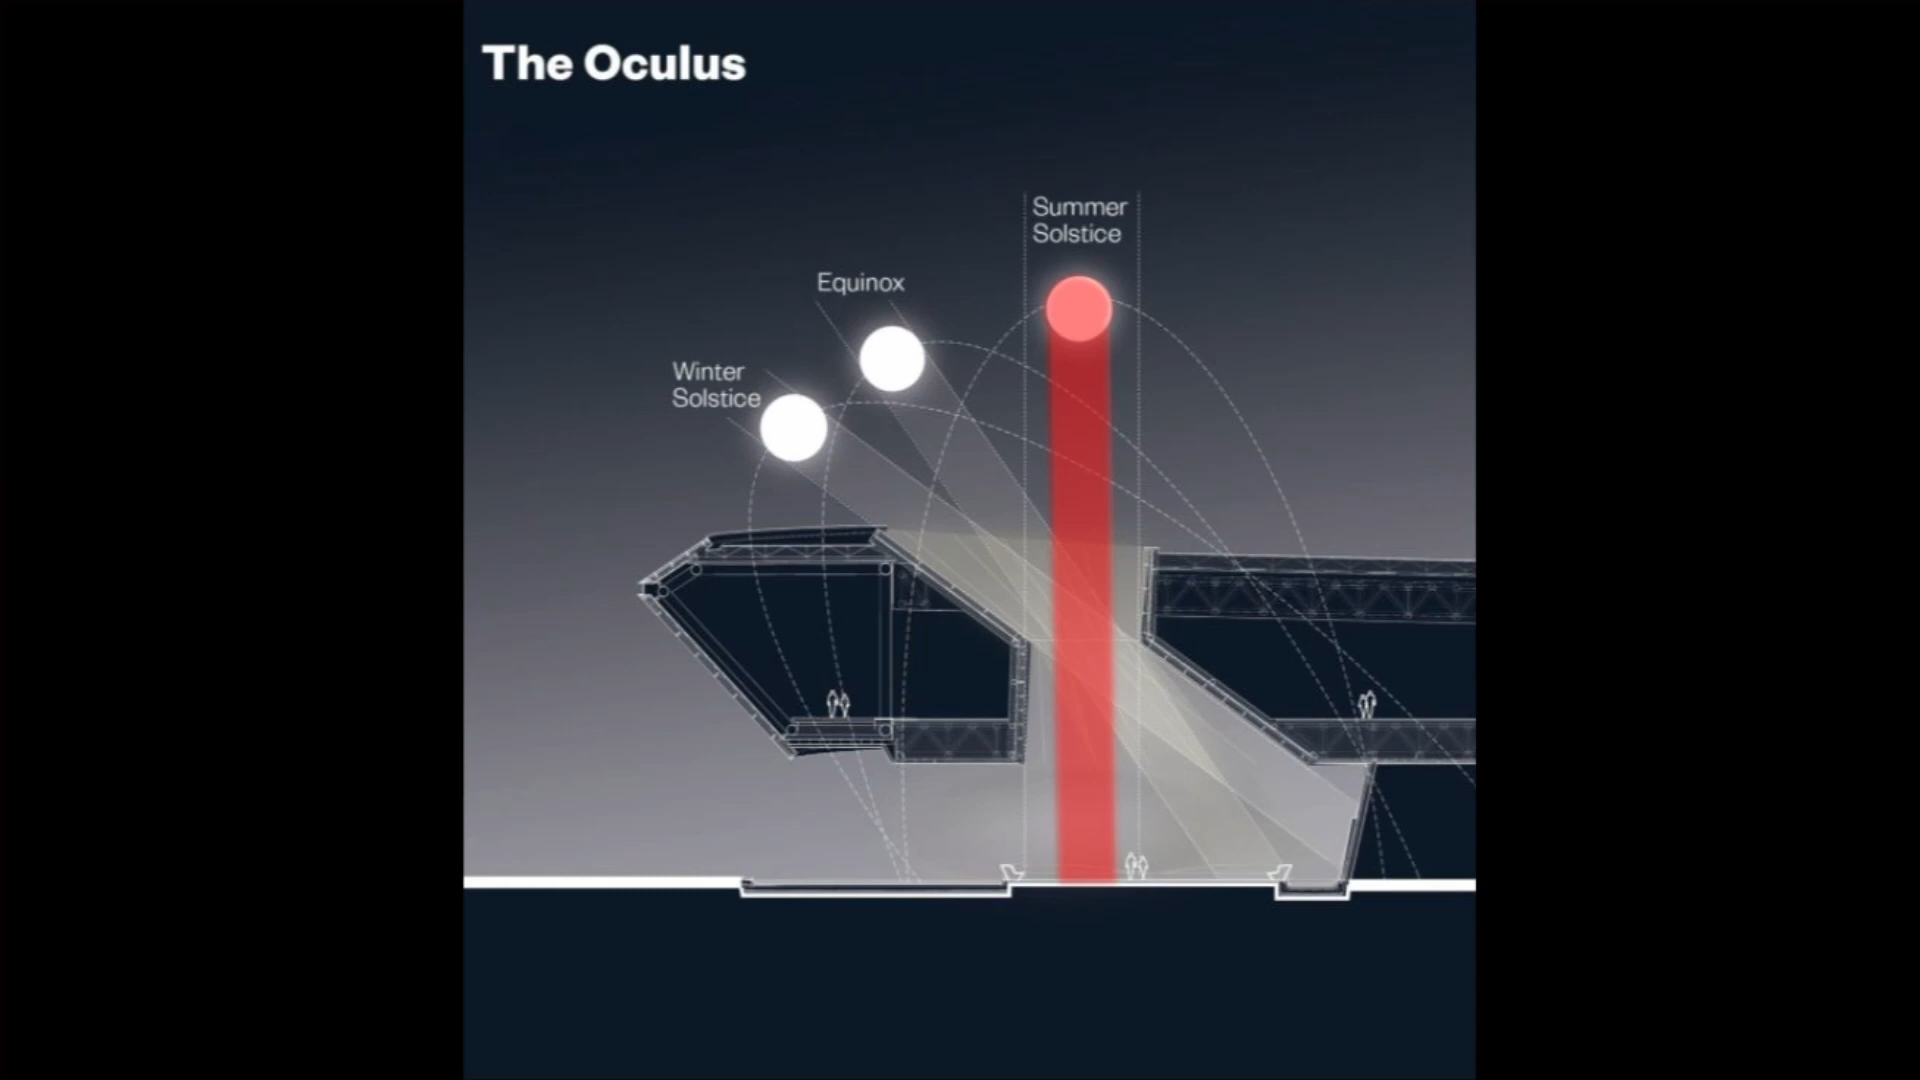 The Oculus
Summer
Solstice
Equinox
Winter
Solstice